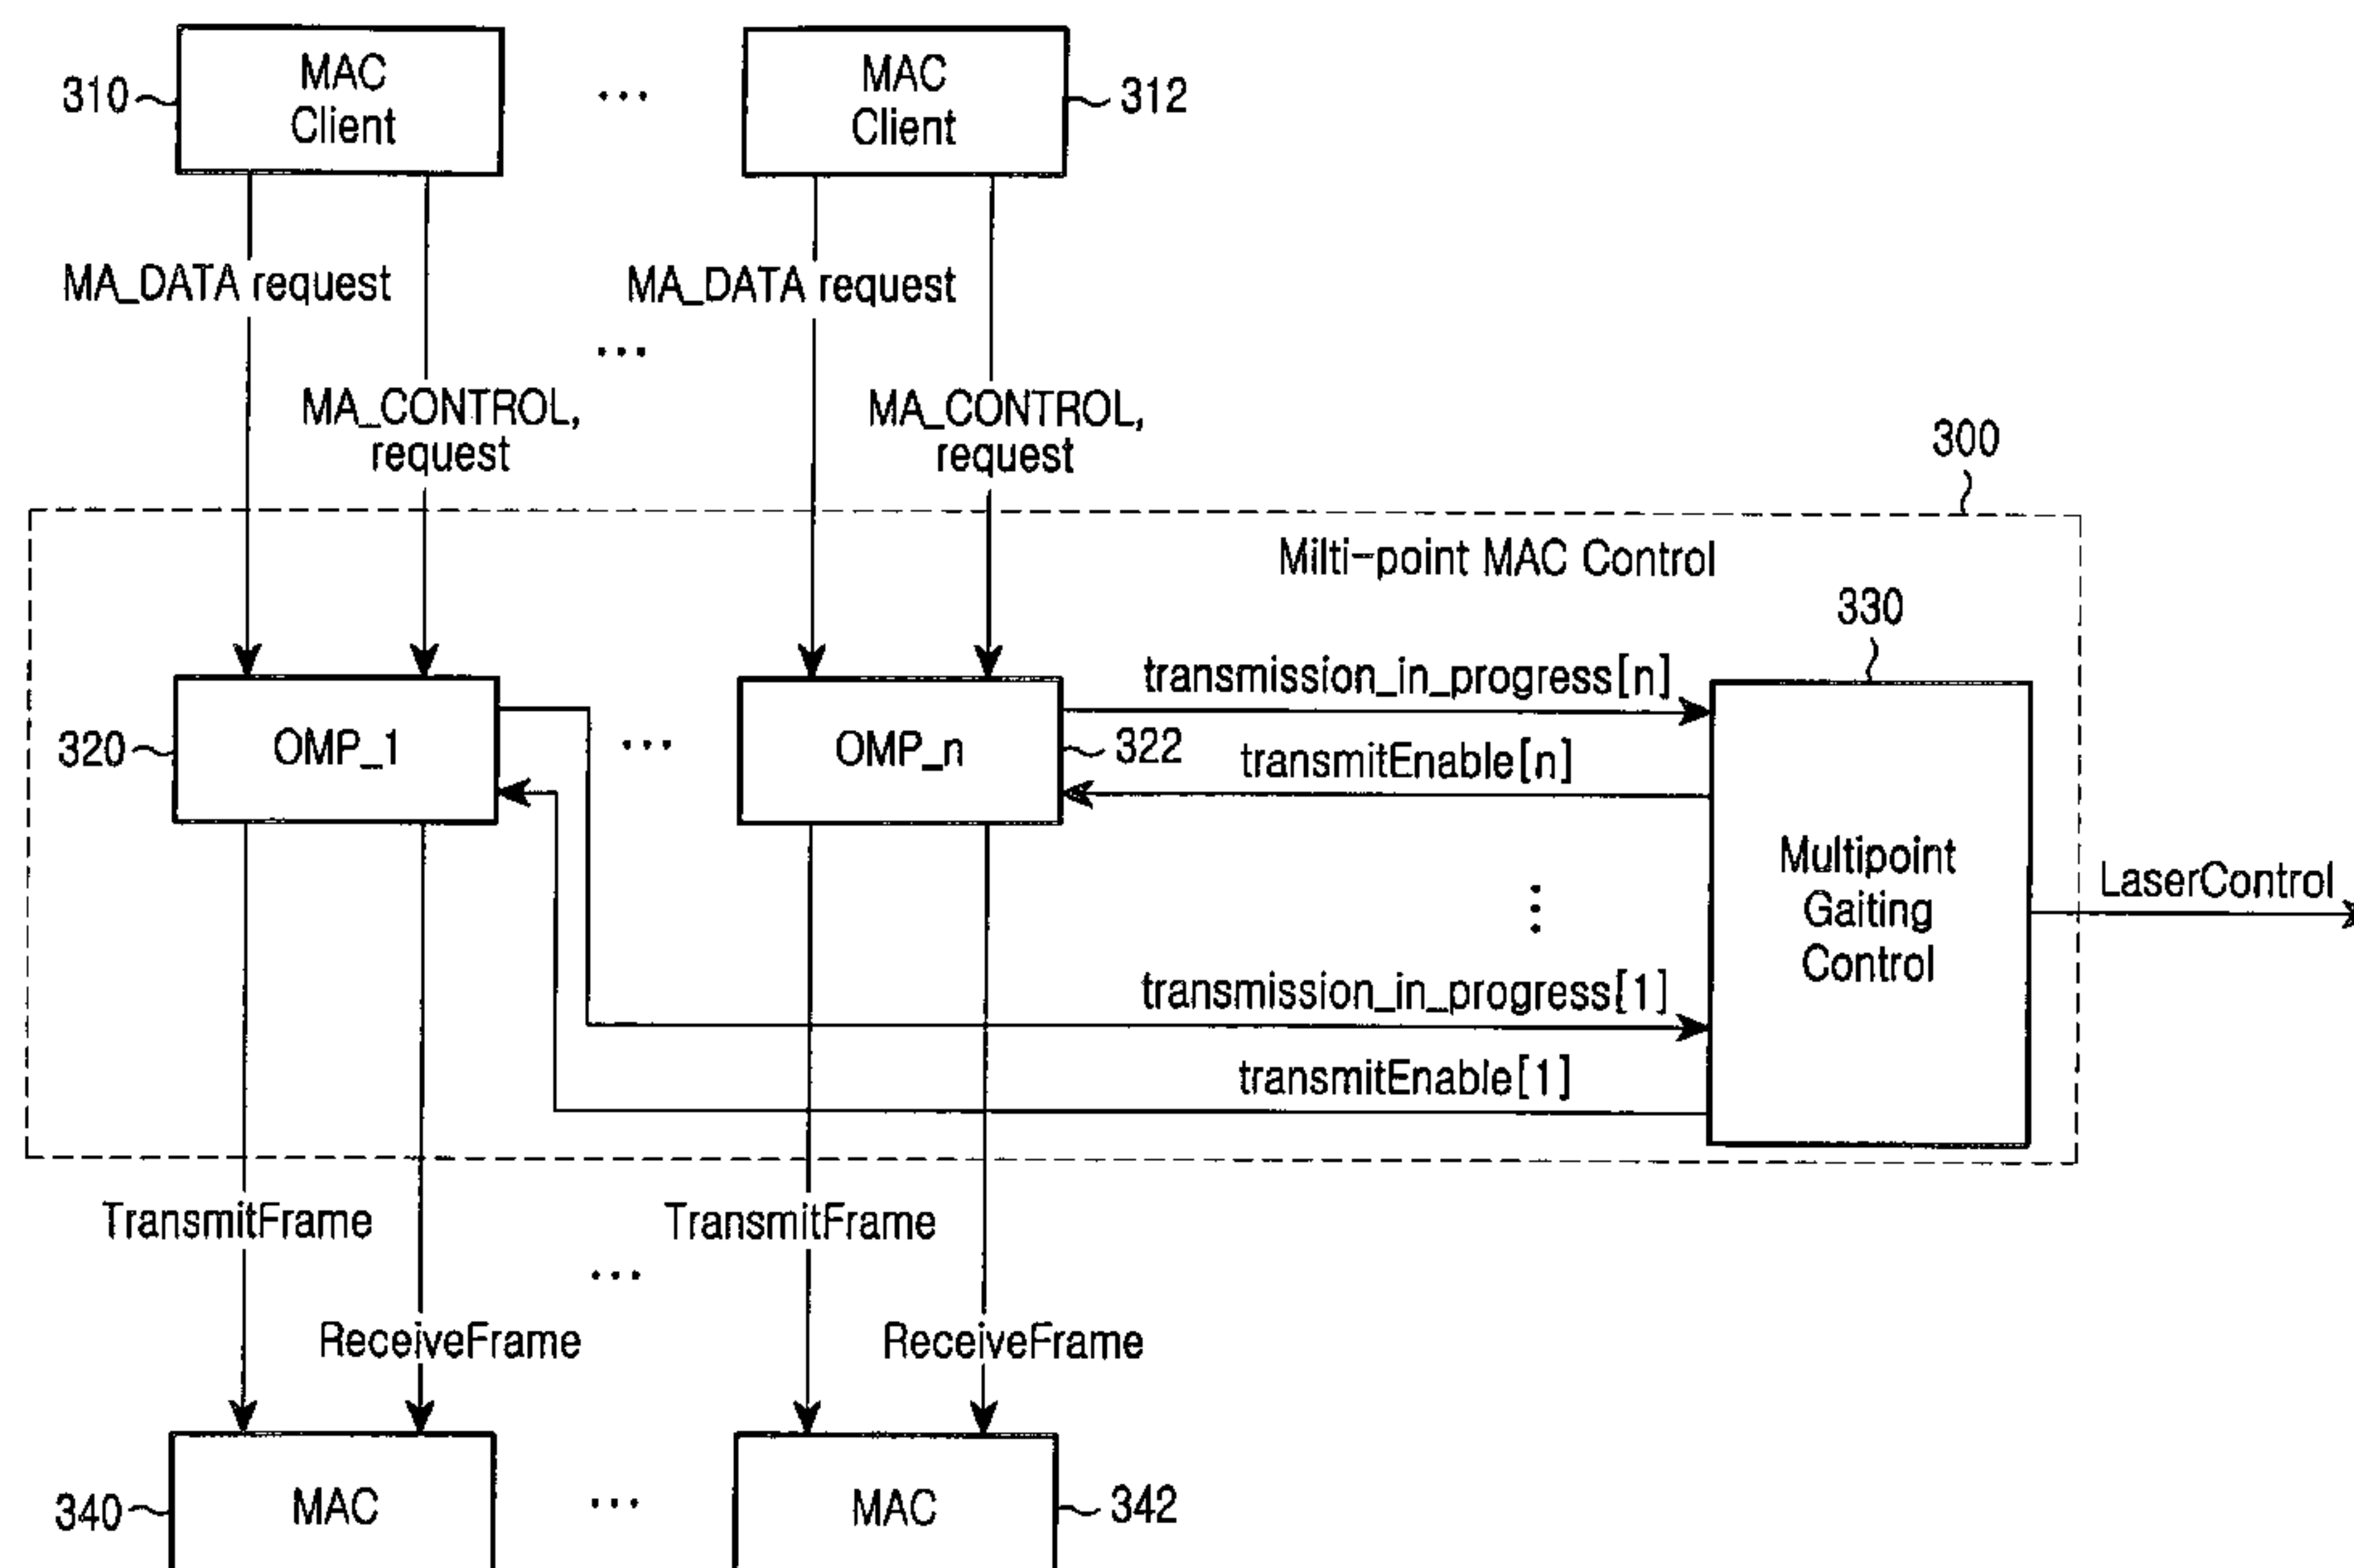 310
MAC
Client
...
MAC
Client
312
MA_DATA request
MA_DATA request
...
MA_CONTROL,
request
MA_CONTROL,
request
300
Milti-point MAC Control
330
320
OMP_1
...
OMP_n
322
transmission_in_progress[n]
transmitEnable[n]
Multipoint
Gaiting
Control
LaserControl
transmission_in_progress[1]
transmitEnable[1]
TransmitFrame
TransmitFrame
...
ReceiveFrame
ReceiveFrame
340
MAC
...
MAC
342